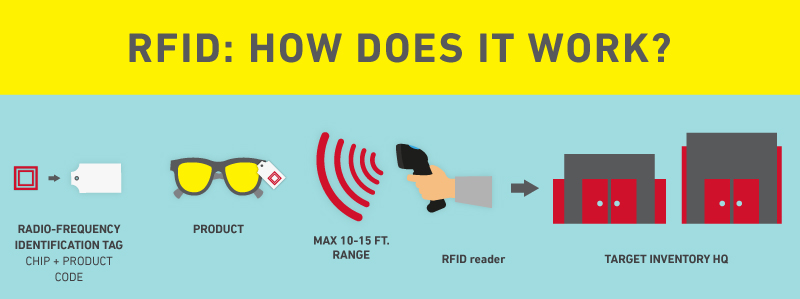 RFID: HOW DOES IT WORK?
RADIO-FREQUENCY
IDENTIFICATION TAG
CHIP + PRODUCT
CODE
PRODUCT
MAX 10-15 FT.
RANGE
RFID reader
TARGET INVENTORY HQ